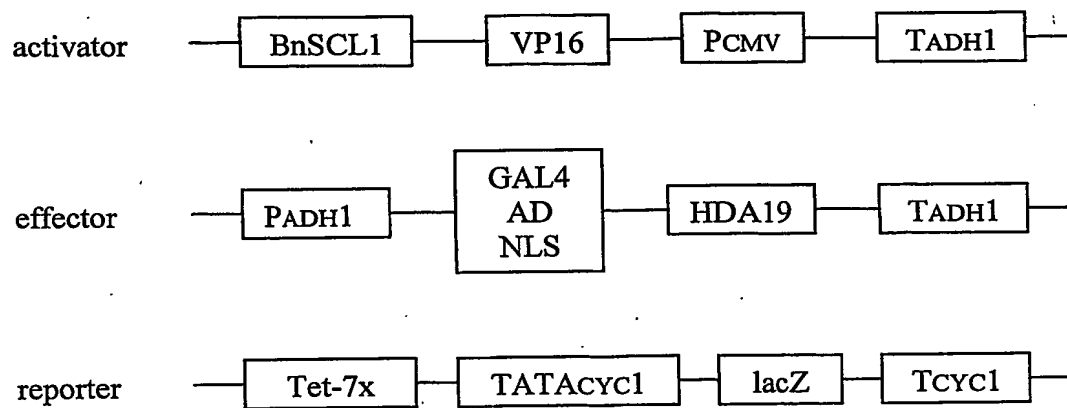 activator BnSCL1 VP16 PCMV TADH1
effector PADH1 GAL4 AD NLS HDA19 TADH1
reporter Tet-7x TATACYC1 lacZ TCYC1